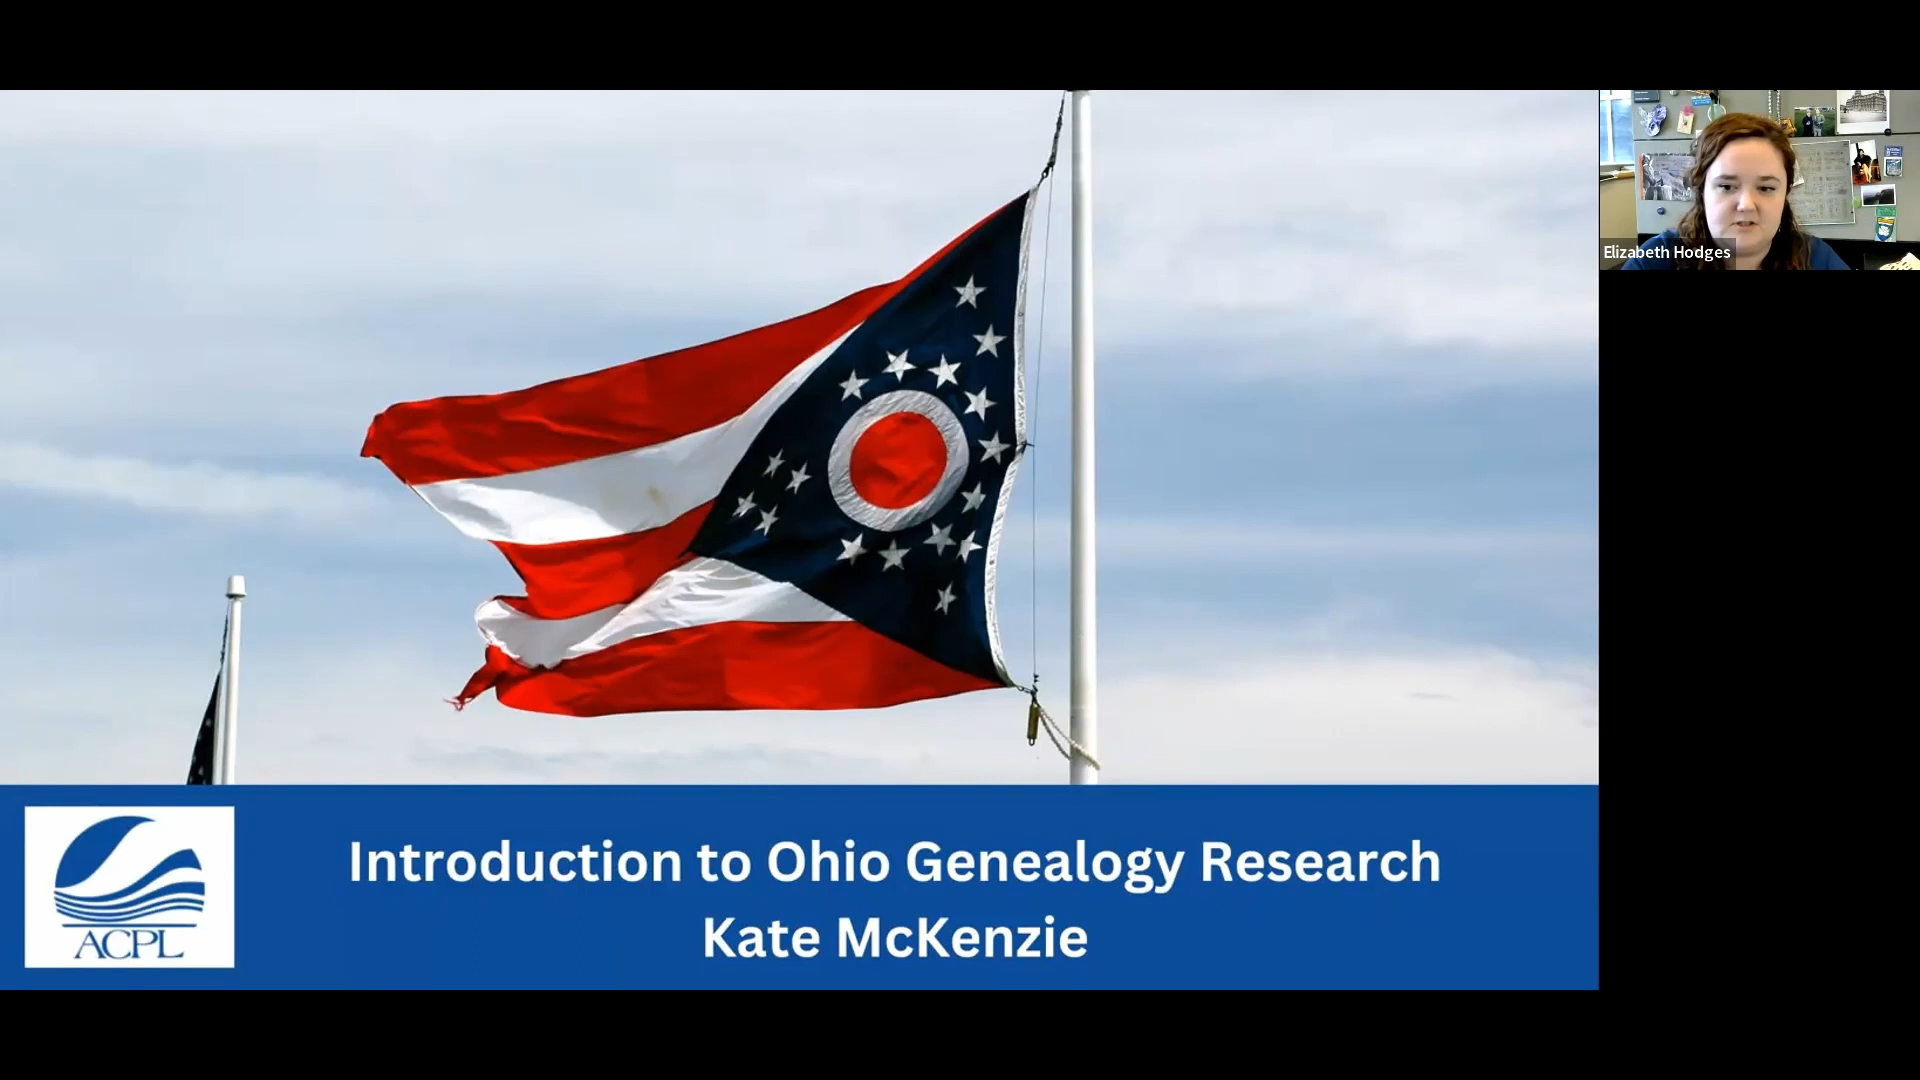 Elizabeth Hodges
ACPL
Introduction to Ohio Genealogy Research
Kate McKenzie